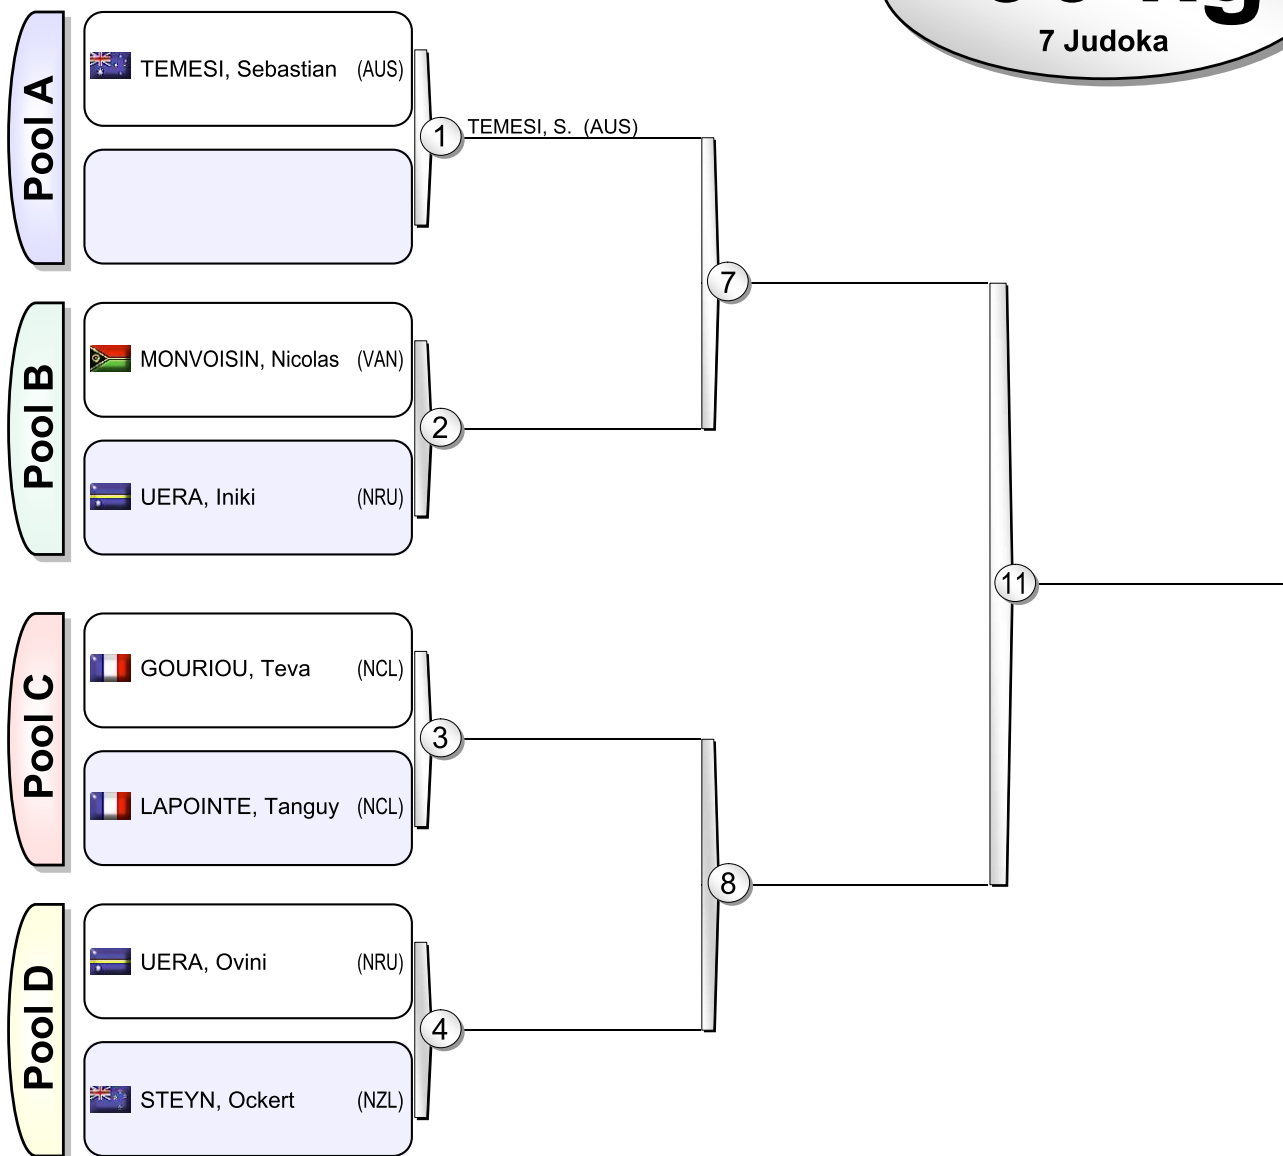 7 Judoka
Pool A
TEMESI, Sebastian (AUS)
1
TEMESI, S. (AUS)
7
Pool B
MONVOISIN, Nicolas (VAN)
2
UERA, Iniki (NRU)
11
Pool C
GOURIOU, Teva (NCL)
3
LAPOINTE, Tanguy (NCL)
8
Pool D
UERA, Ovini (NRU)
4
STEYN, Ockert (NZL)